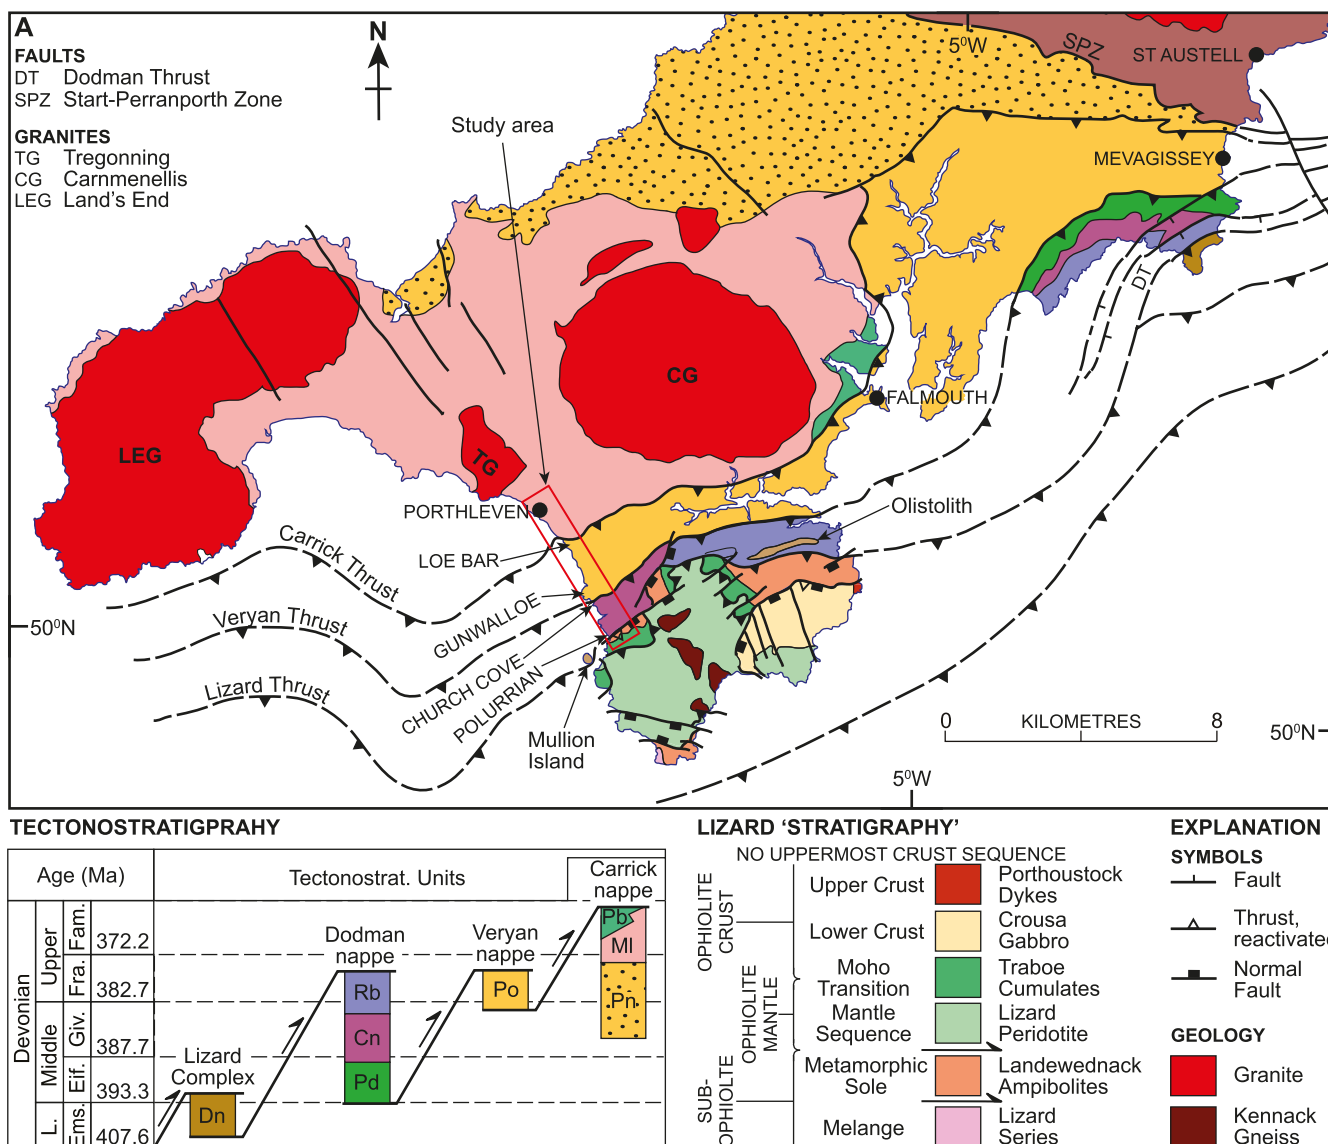 A
FAULTS
DT Dodman Thrust
SPZ Start-Perranporth Zone
GRANITES
TG Tregonning
CG Carnmenellis
LEG Land's End
N
Study area
5⁰W
SPZ
ST AUSTELL
MEVAGISSEY
DT
CG
FALMOUTH
LEG
TG
PORTHLEVEN
Olistolith
LOE BAR
Carrick Thrust
GUNWALLOE
50⁰N
Veryan Thrust
CHURCH COVE
Lizard Thrust
POLURRIAN
Mullion
Island
0 KILOMETRES 8
50⁰N
5⁰W
TECTONOSTRATIGPRAHY
Age (Ma)
Tectonostrat. Units
Carrick
nappe
Devonian
Upper
Middle
L.
Fam.
372.2
Fra.
382.7
Giv.
387.7
Eif.
393.3
Ems.
407.6
Lizard
Complex
Dn
Dodman
nappe
Rb
Cn
Pd
Veryan
nappe
Po
Pb
Ml
Pn
LIZARD 'STRATIGRAPHY'
NO UPPERMOST CRUST SEQUENCE
OPHIOLITE
CRUST
OPHIOLITE
MANTLE
SUB-
OPHIOLTE
Upper Crust
Porthoustock
Dykes
Lower Crust
Crousa
Gabbro
Moho
Transition
Traboe
Cumulates
Mantle
Sequence
Lizard
Peridotite
Metamorphic
Sole
Landewednack
Ampibolites
Melange
Lizard
Series
EXPLANATION
SYMBOLS
Fault
Thrust,
reactivated
Normal
Fault
GEOLOGY
Granite
Kennack
Gneiss